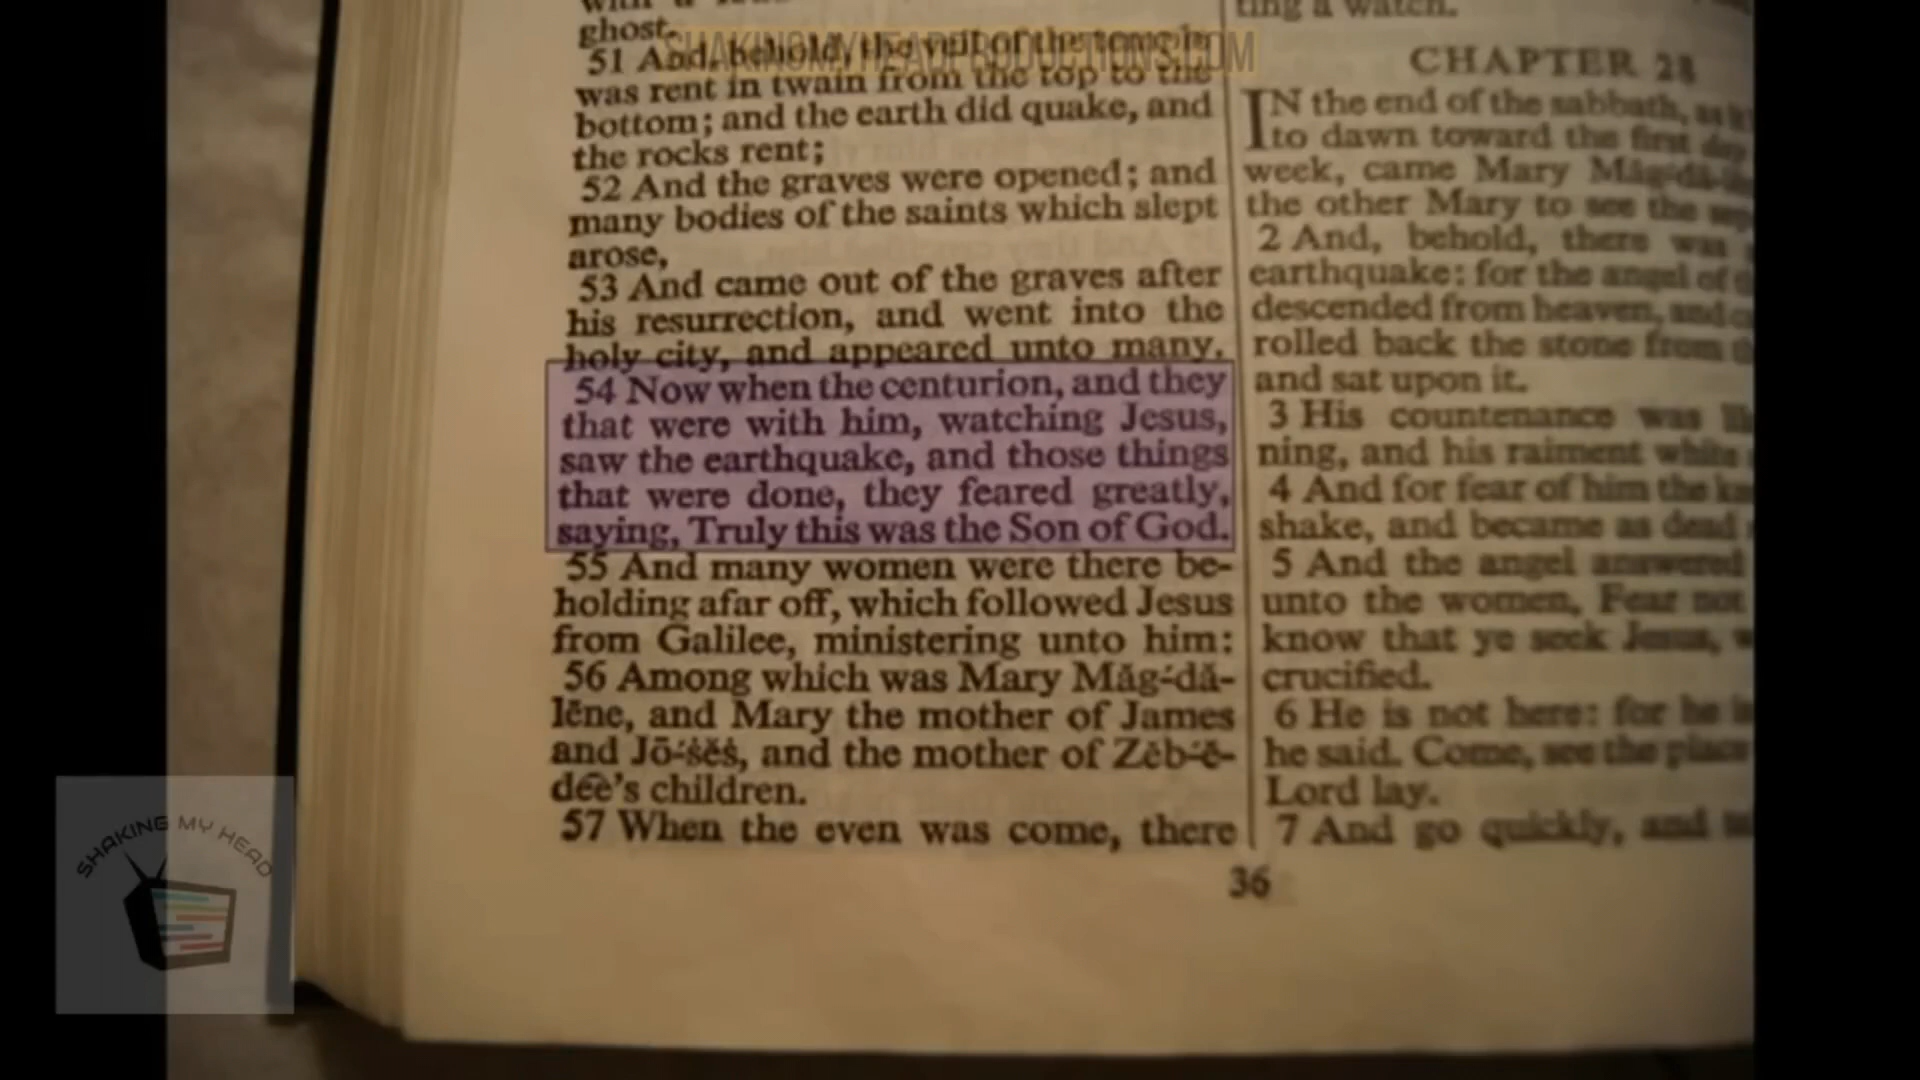 ghost.
SHAKINGMYHEADPRODUCTIONS.COM
51 And, behold, the veil of the temple
was rent in twain from the top to the
bottom; and the earth did quake, and
the rocks rent;
52 And the graves were opened; and
many bodies of the saints which slept
arose,
53 And came out of the graves after
his resurrection, and went into the
holy city, and appeared unto many.
54 Now when the centurion, and they
that were with him, watching Jesus,
saw the earthquake, and those things
that were done, they feared greatly,
saying, Truly this was the Son of God.
55 And many women were there be-
holding afar off, which followed Jesus
from Galilee, ministering unto him:
56 Among which was Mary Măg´dă-
lēne, and Mary the mother of James
and Jō´ṡĕṡ, and the mother of Zĕb´ĕ-
dēe's children.
57 When the even was come, there
ting a watch.
CHAPTER 28
IN the end of the sabbath, as it
to dawn toward the first day
week, came Mary Măg´dă-
the other Mary to see the
2 And, behold, there was
earthquake: for the angel of
descended from heaven, and
rolled back the stone from
and sat upon it.
3 His countenance was
ning, and his raiment white
4 And for fear of him the
shake, and became as dead
5 And the angel answered
unto the women, Fear not
know that ye seek Jesus,
crucified.
6 He is not here: for he is
he said. Come, see the place
Lord lay.
7 And go quickly, and
36
SHAKING MY HEAD